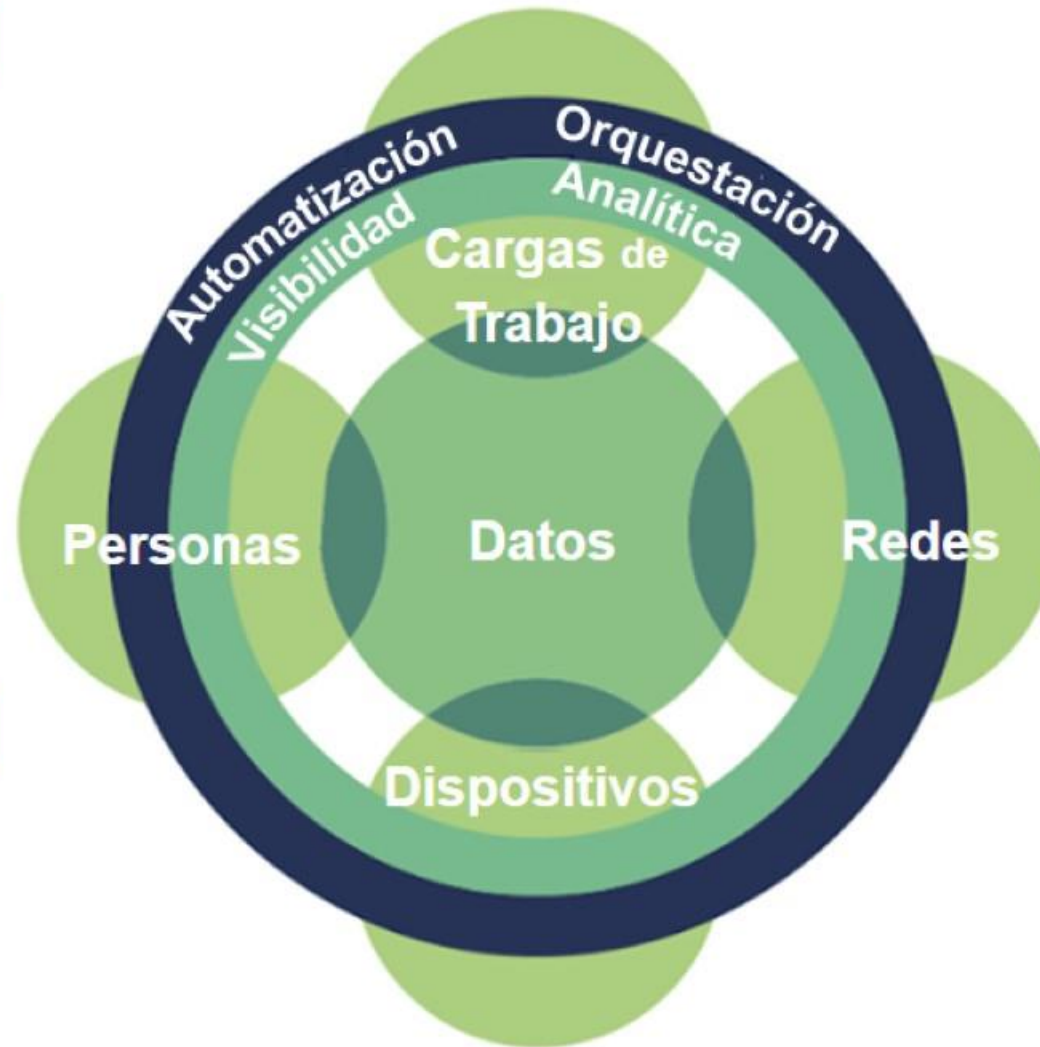 Automatización
Orquestación
Visibilidad
Analítica
Cargas de
Trabajo
Personas
Datos
Redes
Dispositivos